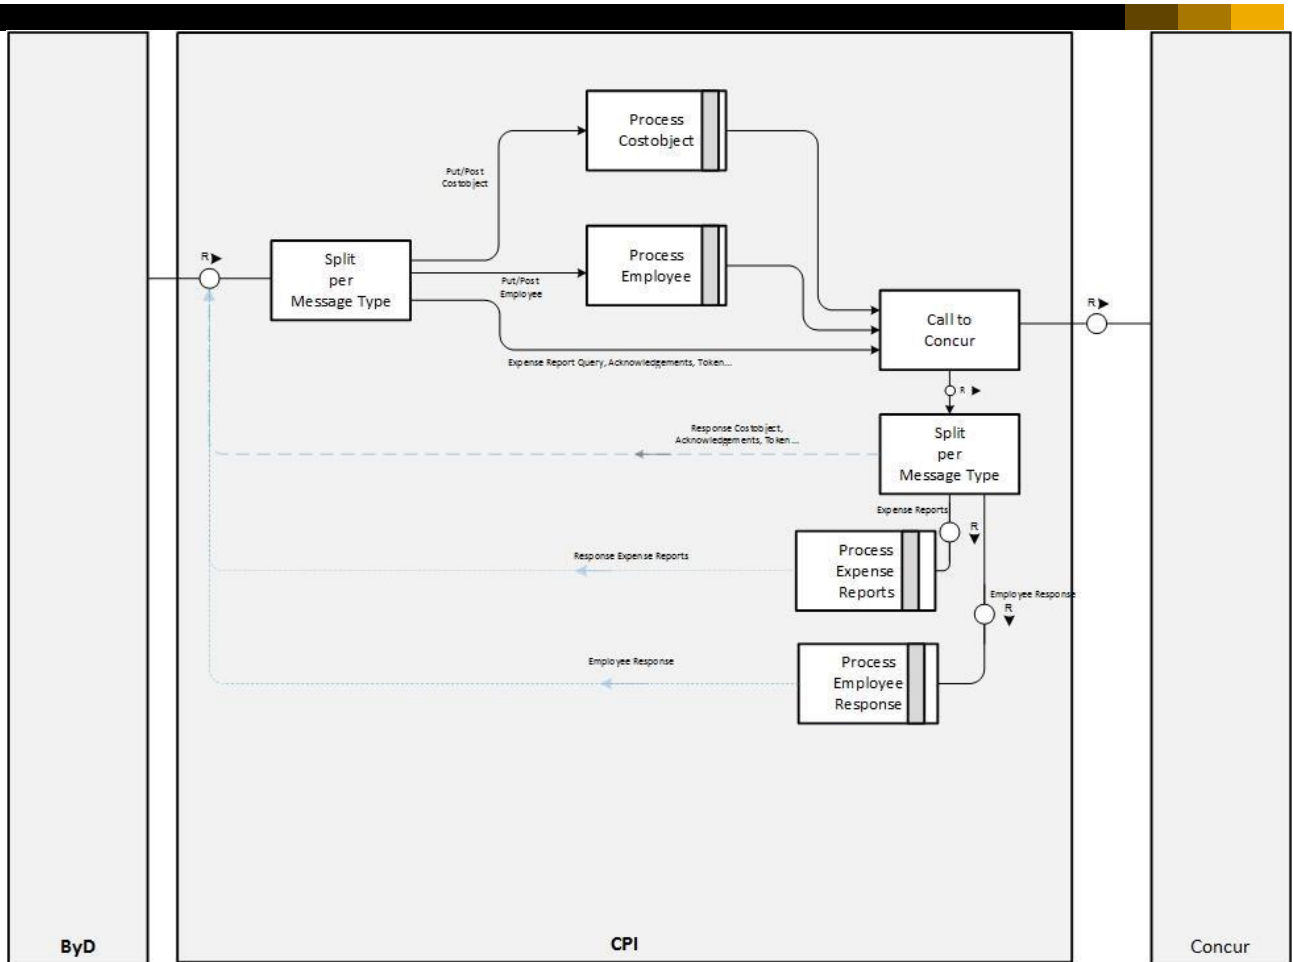 Process
Costobject
Put/Post
Costobject
R
Split
per
Message Type
Process
Employee
Put/Post
Employee
R
Call to
Concur
Expense Report Query, Acknowledgements, Token...
R
Response Costobject,
Acknowledgements, Token...
Split
per
Message Type
Expense Reports
R
Process
Expense
Reports
Response Expense Reports
Employee Response
R
Process
Employee
Response
Employee Response
ByD
CPI
Concur